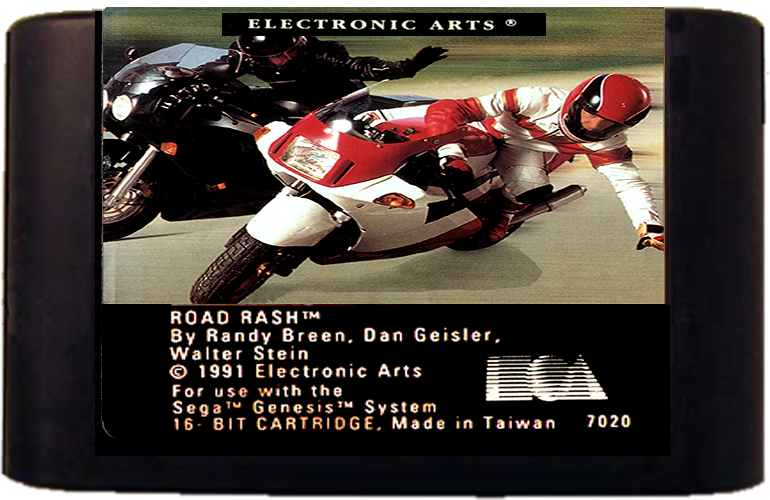 ELECTRONIC ARTS ®
ROAD RASH™
By Randy Breen, Dan Geisler,
Walter Stein
© 1991 Electronic Arts
For use with the
Sega™ Genesis™ System
16- BIT CARTRIDGE, Made in Taiwan 7020
EA